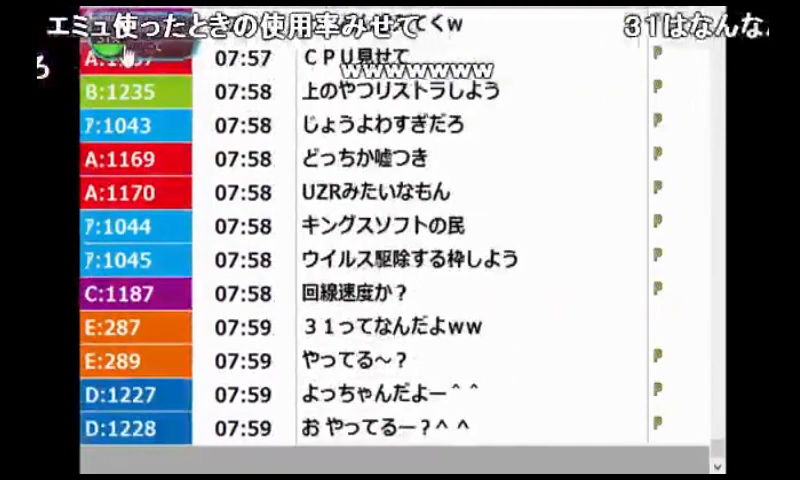 エミュ使ったときの使用率みせて
31はなんな
07:57 CPU見せて
wwwwwwww
B:1235 07:58 上のやつリストラしよう P
ｱ:1043 07:58 じょうよわすぎだろ P
A:1169 07:58 どっちか嘘つき P
A:1170 07:58 UZRみたいなもん P
ｱ:1044 07:58 キングスソフトの民 P
ｱ:1045 07:58 ウイルス駆除する枠しよう P
C:1187 07:58 回線速度か？ P
E:287 07:59 ３１ってなんだよｗｗ
E:289 07:59 やってる～？ P
D:1227 07:59 よっちゃんだよー＾＾ P
D:1228 07:59 お やってるー？＾＾ P